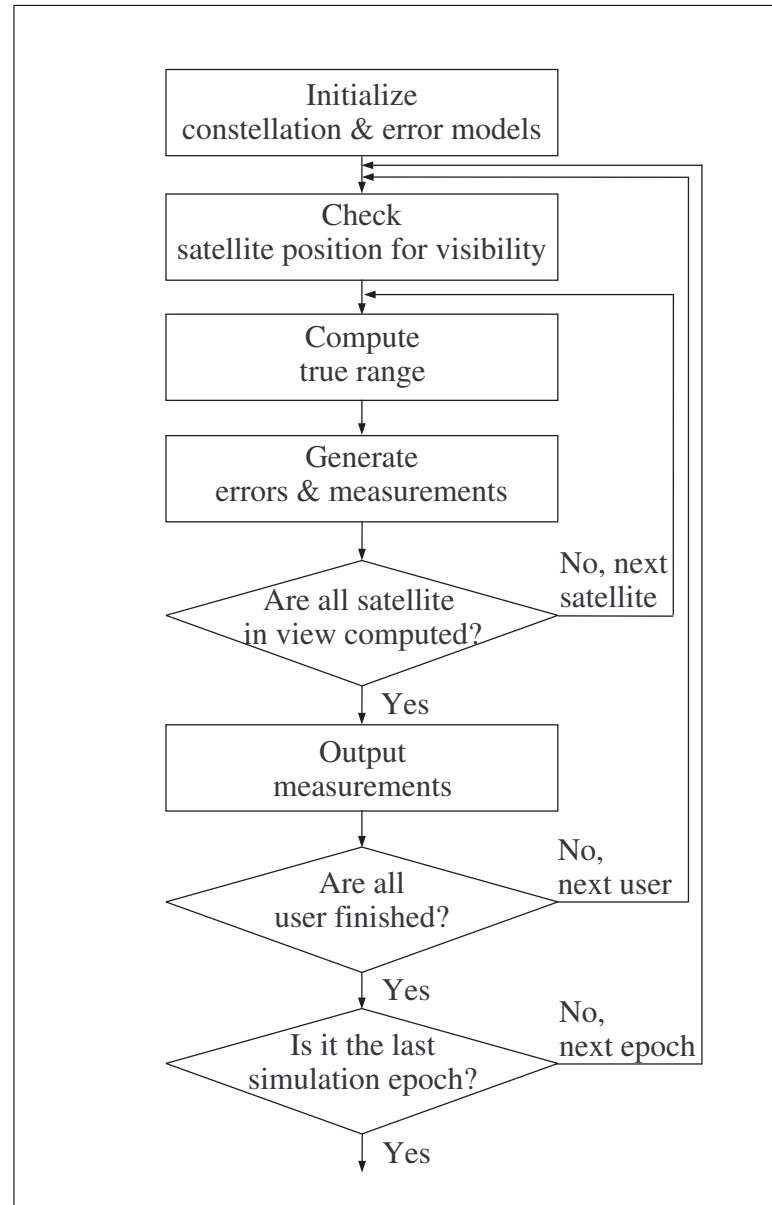 Initialize
constellation & error models
Check
satellite position for visibility
Compute
true range
Generate
errors & measurements
No, next
satellite
Are all satellite
in view computed?
Yes
Output
measurements
No,
next user
Are all
user finished?
Yes
No,
next epoch
Is it the last
simulation epoch?
Yes